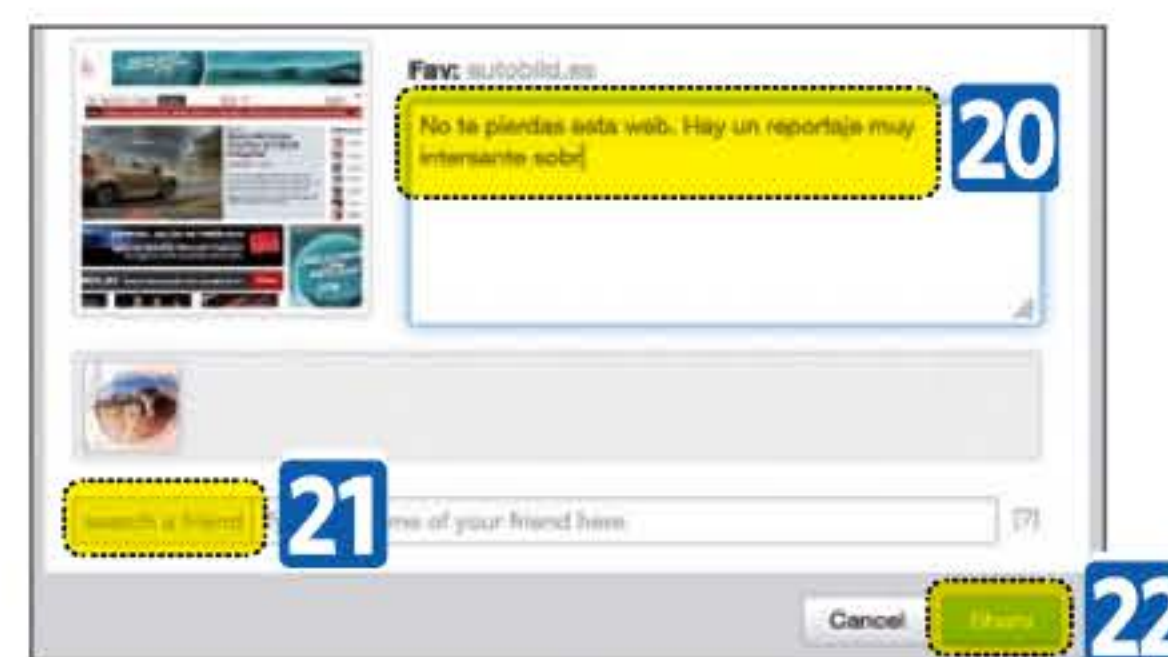 Fav: autobild.es
No te pierdas esta web. Hay un reportaje muy
intersante sobr
20
search a friend
21
me of your friend here
[?]
Cancel
Share
22